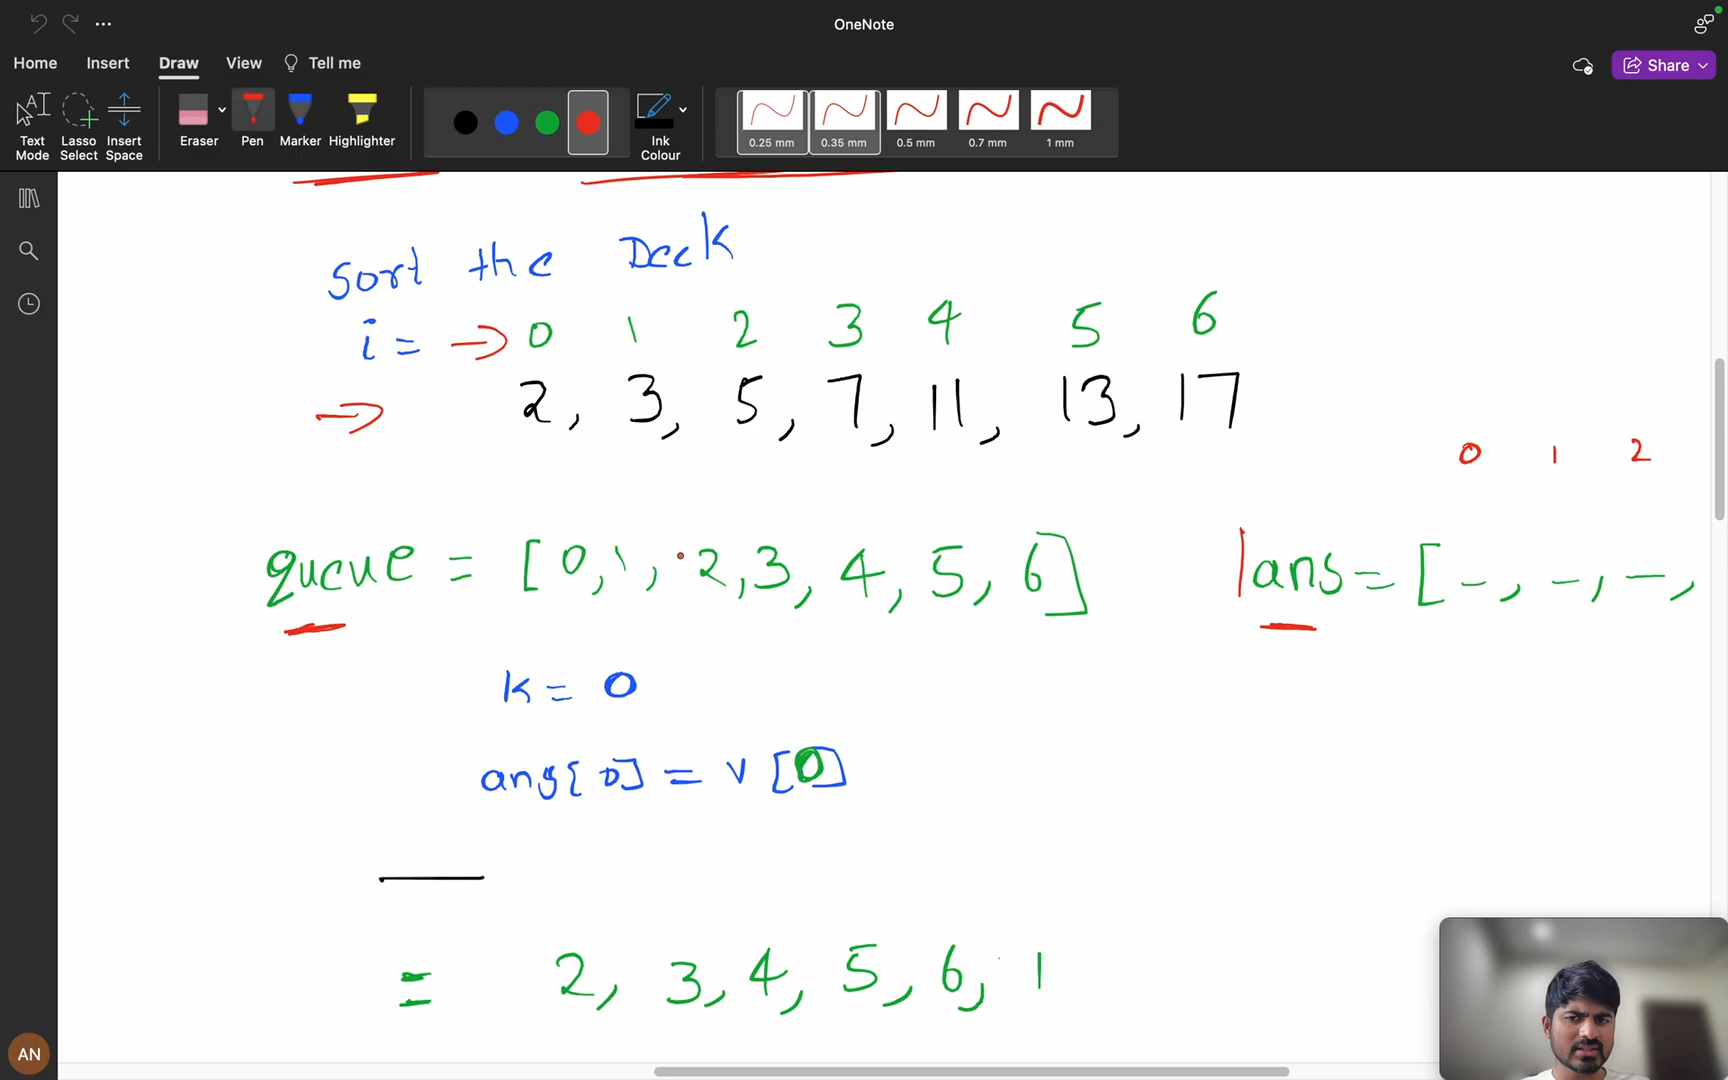 OneNote
Home Insert Draw View Tell me
Share
Text Mode
Lasso Select
Insert Space
Eraser
Pen
Marker
Highlighter
Ink Colour
0.25 mm
0.35 mm
0.5 mm
0.7 mm
1 mm
Sort the Deck
i = → 0 1 2 3 4 5 6
→ 2, 3, 5, 7, 11, 13, 17
0 1 2
queue = [0, 1, 2, 3, 4, 5, 6]
ans = [ _, _, _,
k = 0
ans[0] = v[0]
= 2, 3, 4, 5, 6, 1
AN